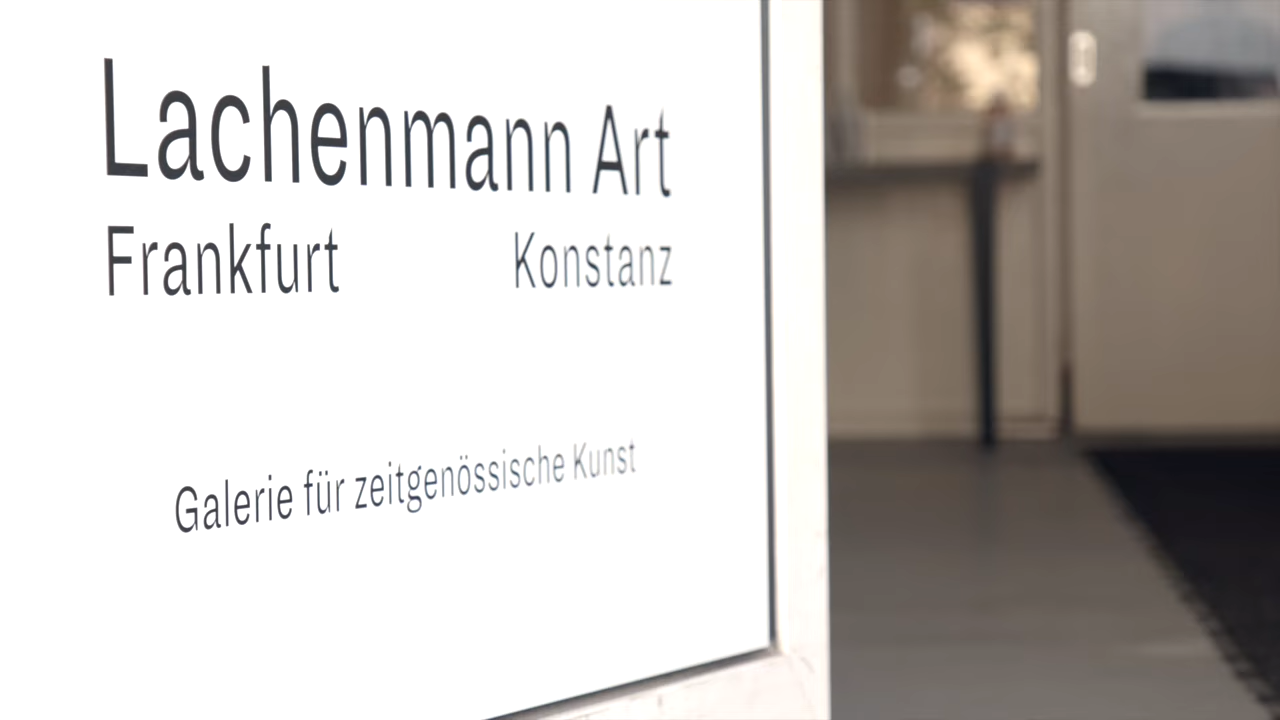 Lachenmann Art
Frankfurt Konstanz
Galerie für zeitgenössische Kunst